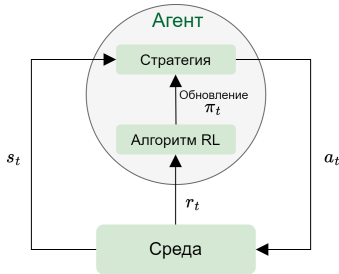 Агент
Стратегия
Обновление
π_t
Алгоритм RL
s_t
a_t
r_t
Среда